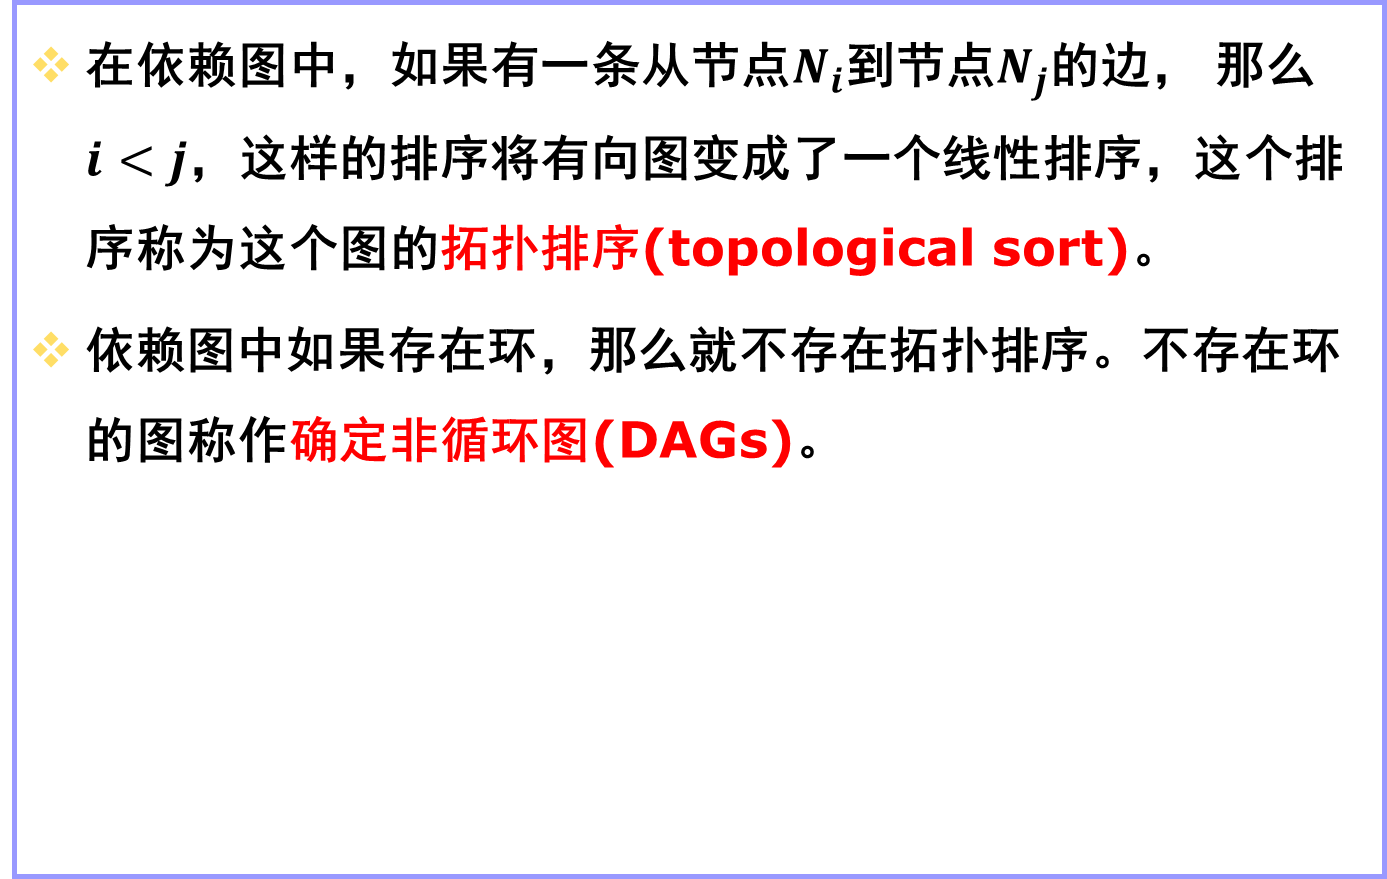 在依赖图中，如果有一条从节点Nᵢ到节点Nⱼ的边， 那么
i < j，这样的排序将有向图变成了一个线性排序，这个排
序称为这个图的拓扑排序(topological sort)。
依赖图中如果存在环，那么就不存在拓扑排序。不存在环
的图称作确定非循环图(DAGs)。